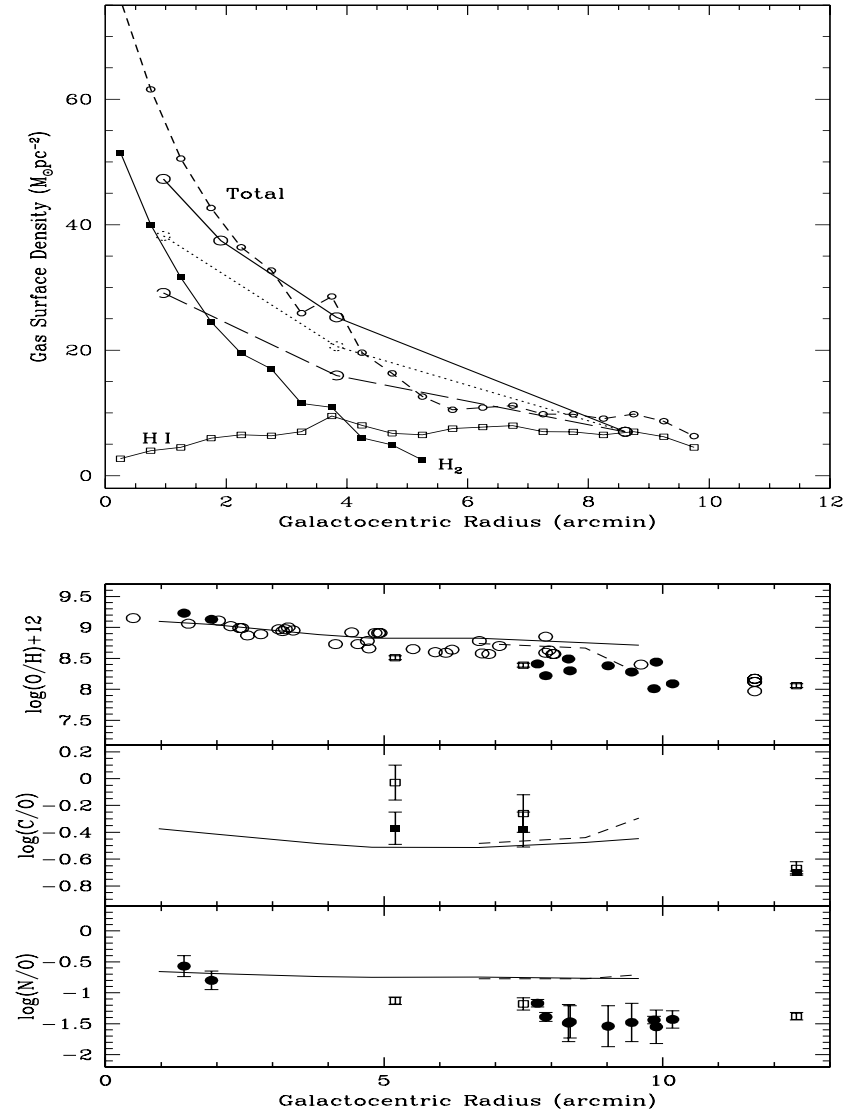 60
40
20
0
Gas Surface Density (M⊙pc⁻²)
Total
HI
H₂
0 2 4 6 8 10 12
Galactocentric Radius (arcmin)
9.5
9
8.5
8
7.5
log(O/H)+12
0.2
0
−0.2
−0.4
−0.6
−0.8
log(C/O)
0
−0.5
−1
−1.5
−2
log(N/O)
0 5 10
Galactocentric Radius (arcmin)